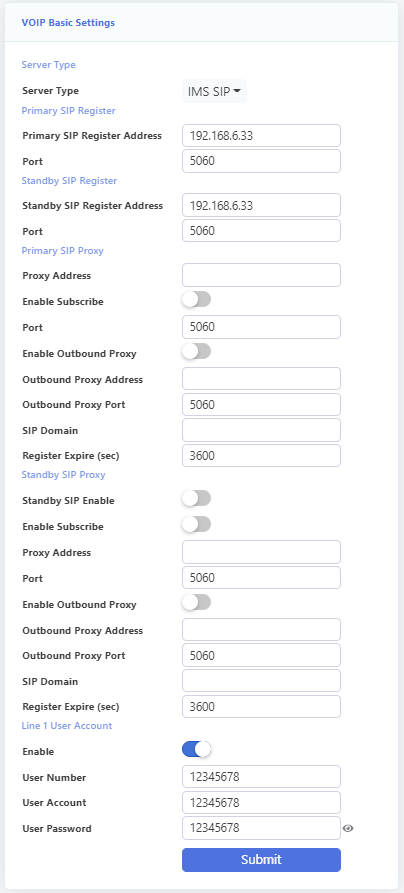 VOIP Basic Settings
Server Type
Server Type IMS SIP
Primary SIP Register
Primary SIP Register Address 192.168.6.33
Port 5060
Standby SIP Register
Standby SIP Register Address 192.168.6.33
Port 5060
Primary SIP Proxy
Proxy Address
Enable Subscribe
Port 5060
Enable Outbound Proxy
Outbound Proxy Address
Outbound Proxy Port 5060
SIP Domain
Register Expire (sec) 3600
Standby SIP Proxy
Standby SIP Enable
Enable Subscribe
Proxy Address
Port 5060
Enable Outbound Proxy
Outbound Proxy Address
Outbound Proxy Port 5060
SIP Domain
Register Expire (sec) 3600
Line 1 User Account
Enable
User Number 12345678
User Account 12345678
User Password 12345678
Submit